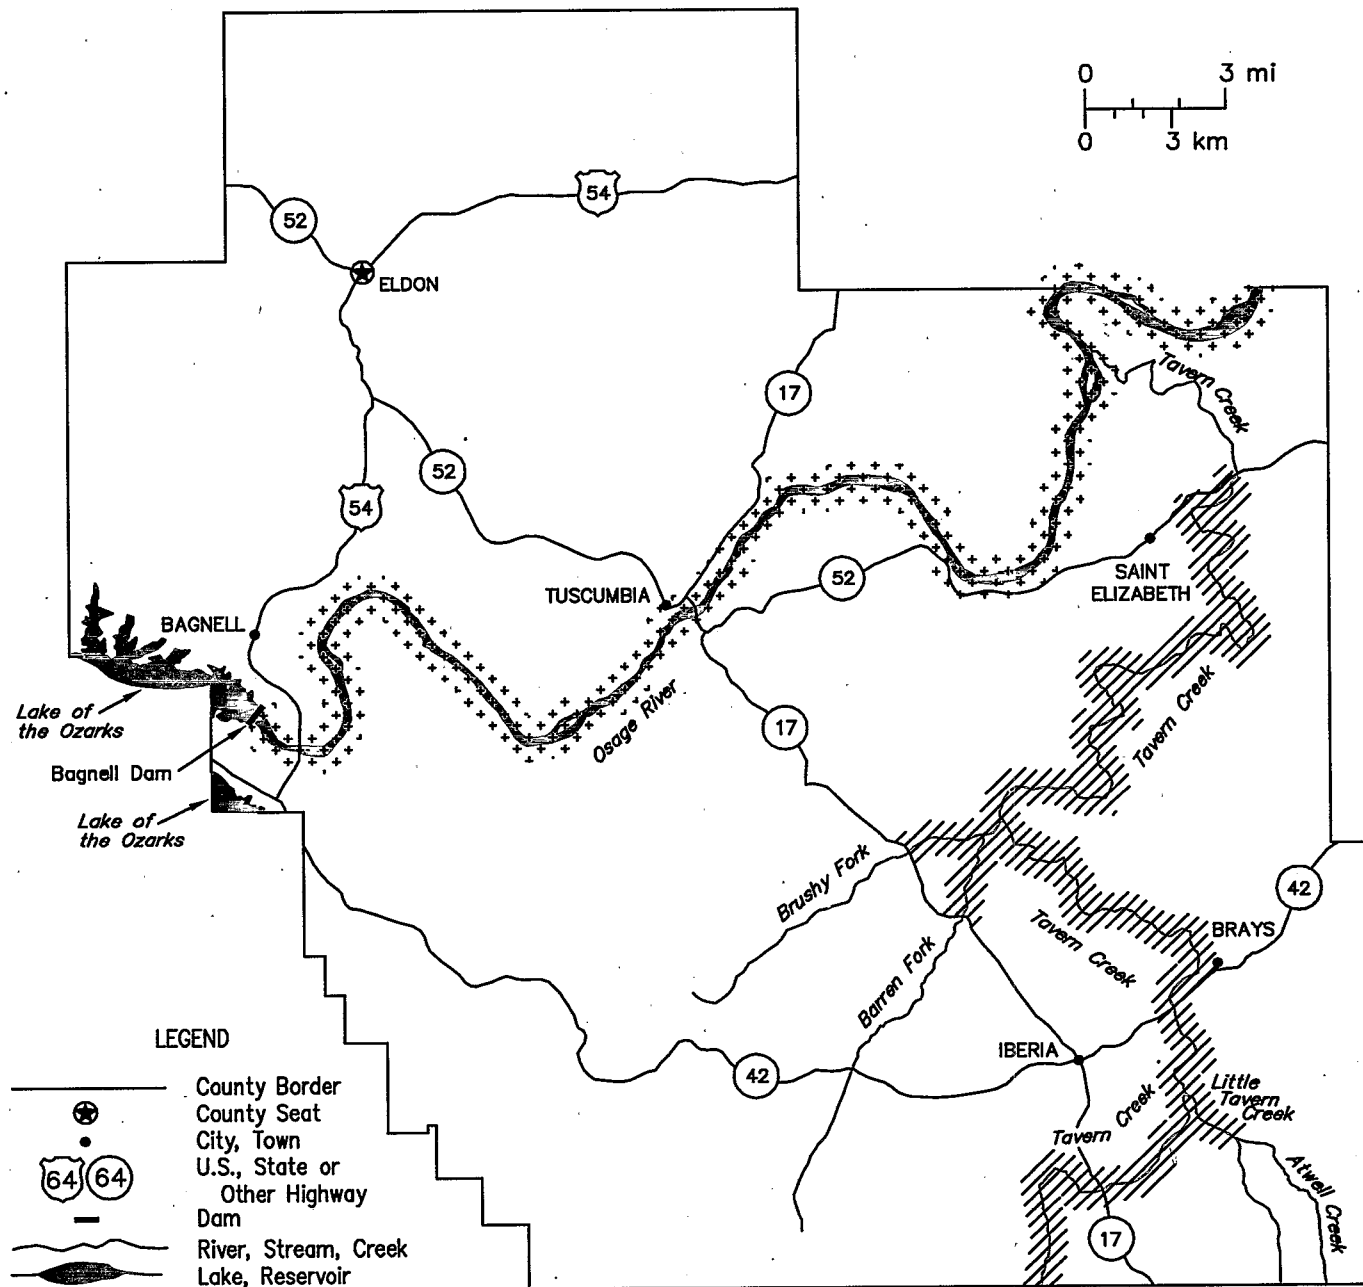 0 3 mi
0 3 km
54
52
ELDON
Tavern Creek
17
52
54
52
SAINT
ELIZABETH
TUSCUMBIA
BAGNELL
Lake of
the Ozarks
Osage River
Tavern Creek
17
Bagnell Dam
Lake of
the Ozarks
Brushy Fork
42
BRAYS
Tavern Creek
Barren Fork
IBERIA
42
Tavern Creek
Little
Tavern
Creek
Atwell Creek
17
LEGEND
County Border
County Seat
City, Town
64 64 U.S., State or
Other Highway
Dam
River, Stream, Creek
Lake, Reservoir